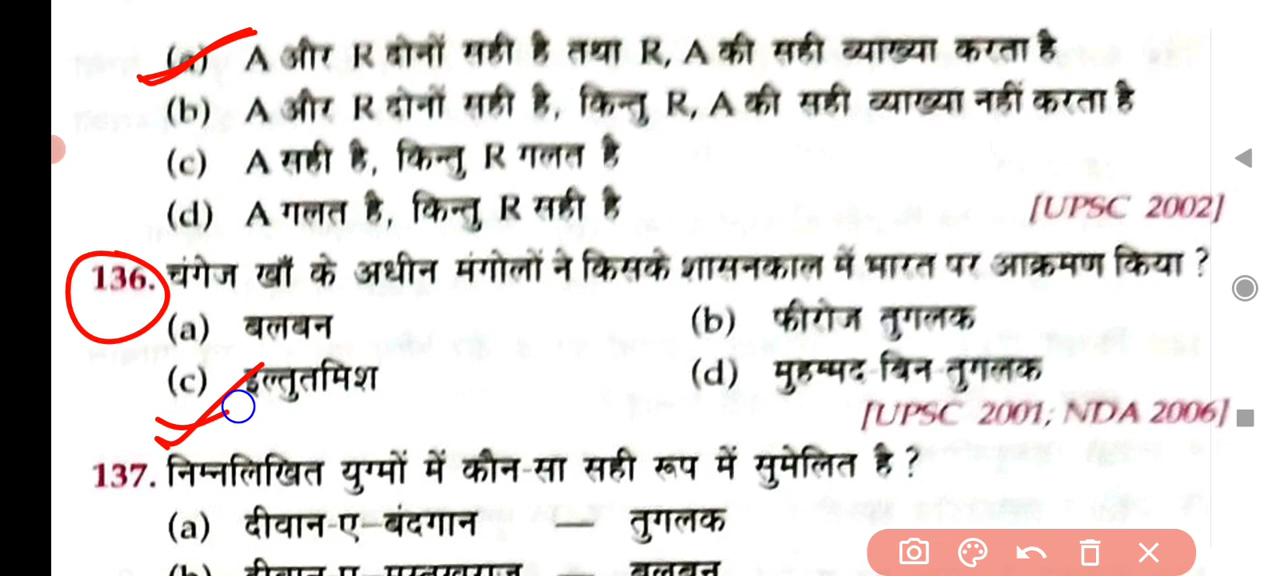 (a) A और R दोनों सही है तथा R, A की सही व्याख्या करता है
(b) A और R दोनों सही है, किन्तु R, A की सही व्याख्या नहीं करता है
(c) A सही है, किन्तु R गलत है
(d) A गलत है, किन्तु R सही है [UPSC 2002]
136. चंगेज खाँ के अधीन मंगोलों ने किसके शासनकाल में भारत पर आक्रमण किया ?
(a) बलबन (b) फीरोज तुगलक
(c) इल्तुतमिश (d) मुहम्मद-बिन-तुगलक
[UPSC 2001; NDA 2006]
137. निम्नलिखित युग्मों में कौन-सा सही रूप में सुमेलित है ?
(a) दीवान-ए-बंदगान — तुगलक
(b) — बलबन